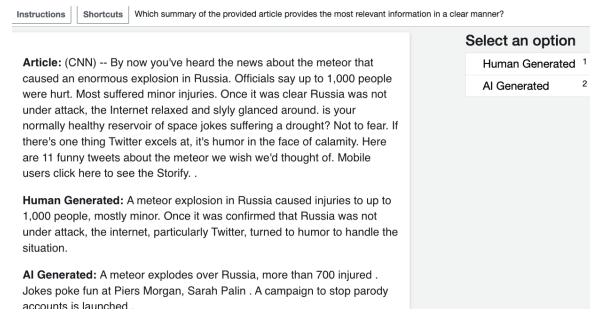 Instructions Shortcuts Which summary of the provided article provides the most relevant information in a clear manner?
Article: (CNN) -- By now you've heard the news about the meteor that
caused an enormous explosion in Russia. Officials say up to 1,000 people
were hurt. Most suffered minor injuries. Once it was clear Russia was not
under attack, the Internet relaxed and slyly glanced around. is your
normally healthy reservoir of space jokes suffering a drought? Not to fear. If
there's one thing Twitter excels at, it's humor in the face of calamity. Here
are 11 funny tweets about the meteor we wish we'd thought of. Mobile
users click here to see the Storify. .
Human Generated: A meteor explosion in Russia caused injuries to up to
1,000 people, mostly minor. Once it was confirmed that Russia was not
under attack, the internet, particularly Twitter, turned to humor to handle the
situation.
AI Generated: A meteor explodes over Russia, more than 700 injured .
Jokes poke fun at Piers Morgan, Sarah Palin . A campaign to stop parody
accounts is launched .
Select an option
Human Generated 1
AI Generated 2